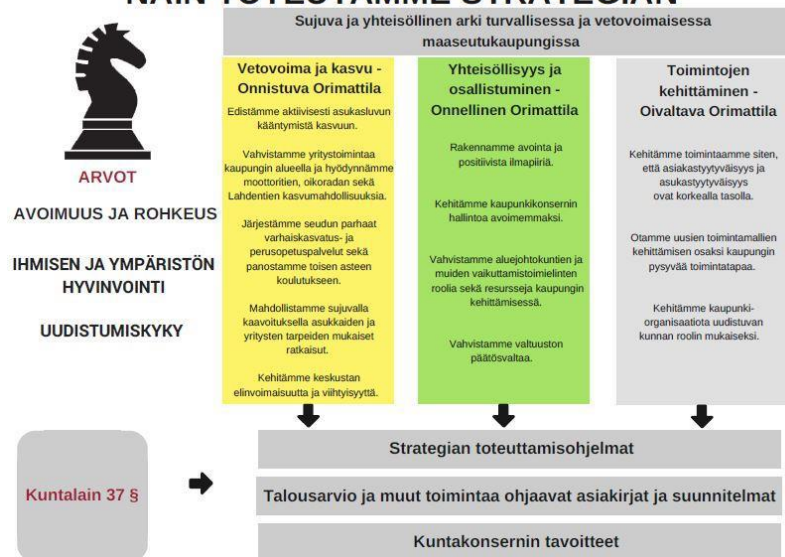 NÄIN TOTEUTAMME STRATEGIAN
Sujuva ja yhteisöllinen arki turvallisessa ja vetovoimaisessa
maaseutukaupungissa
ARVOT
AVOIMUUS JA ROHKEUS
IHMISEN JA YMPÄRISTÖN
HYVINVOINTI
UUDISTUMISKYKY
Vetovoima ja kasvu -
Onnistuva Orimattila
Edistämme aktiivisesti asukasluvun
kääntymistä kasvuun.
Vahvistamme yritystoimintaa
kaupungin alueella ja hyödynnämme
moottoritien, oikoradan sekä
Lahdentien kasvumahdollisuuksia.
Järjestämme seudun parhaat
varhaiskasvatus- ja
perusopetuspalvelut sekä
panostamme toisen asteen
koulutukseen.
Mahdollistamme sujuvalla
kaavoituksella asukkaiden ja
yritysten tarpeiden mukaiset
ratkaisut.
Kehitämme keskustan
elinvoimaisuutta ja viihtyisyyttä.
Yhteisöllisyys ja
osallistuminen -
Onnellinen Orimattila
Rakennamme avointa ja
positiivista ilmapiiriä.
Kehitämme kaupunkikonsernin
hallintoa avoimemmaksi.
Vahvistamme aluejohtokuntien ja
muiden vaikuttamistoimielinten
roolia sekä resursseja kaupungin
kehittämisessä.
Vahvistamme valtuuston
päätösvaltaa.
Toimintojen
kehittäminen -
Oivaltava Orimattila
Kehitämme toimintaamme siten,
että asiakastyytyväisyys ja
asukastyytyväisyys
ovat korkealla tasolla.
Otamme uusien toimintamallien
kehittämisen osaksi kaupungin
pysyvää toimintatapaa.
Kehitämme kaupunki-
organisaatiota uudistuvan
kunnan roolin mukaiseksi.
Kuntalain 37 §
Strategian toteuttamisohjelmat
Talousarvio ja muut toimintaa ohjaavat asiakirjat ja suunnitelmat
Kuntakonsernin tavoitteet